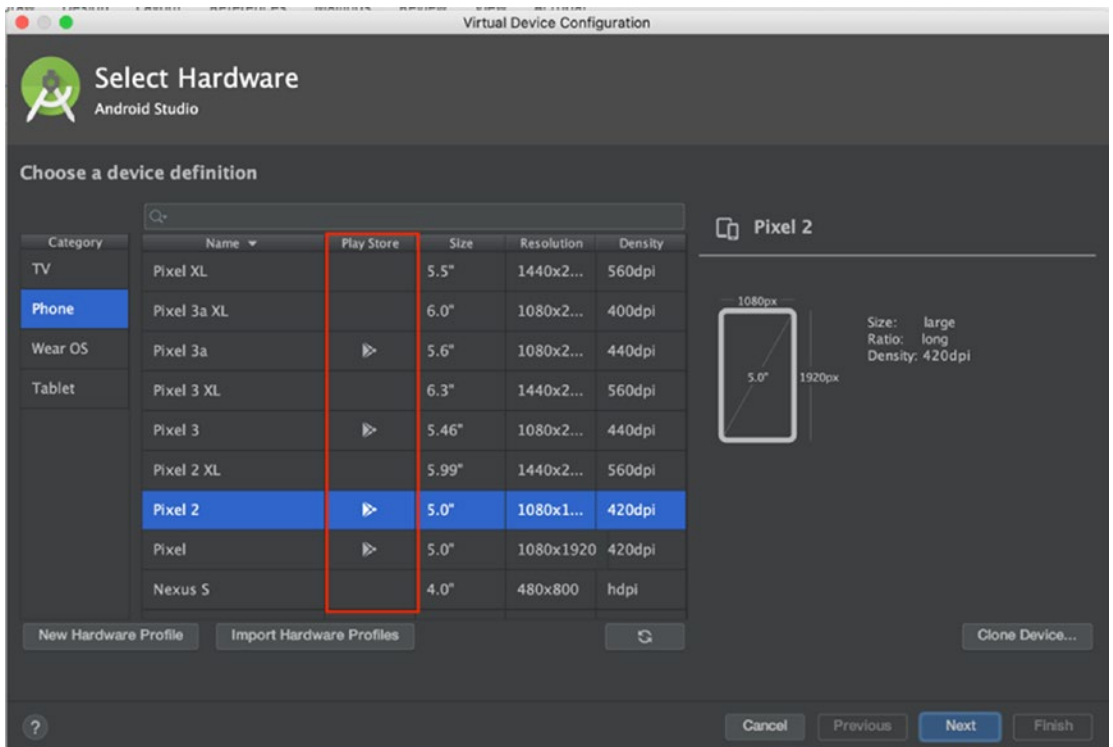 Virtual Device Configuration
Select Hardware
Android Studio
Choose a device definition
Category
TV
Phone
Wear OS
Tablet
Name Play Store Size Resolution Density
Pixel XL 5.5" 1440x2... 560dpi
Pixel 3a XL 6.0" 1080x2... 400dpi
Pixel 3a 5.6" 1080x2... 440dpi
Pixel 3 XL 6.3" 1440x2... 560dpi
Pixel 3 5.46" 1080x2... 440dpi
Pixel 2 XL 5.99" 1440x2... 560dpi
Pixel 2 5.0" 1080x1... 420dpi
Pixel 5.0" 1080x1920 420dpi
Nexus S 4.0" 480x800 hdpi
New Hardware Profile Import Hardware Profiles
Pixel 2
1080px
5.0" 1920px
Size: large
Ratio: long
Density: 420dpi
Clone Device...
? Cancel Previous Next Finish